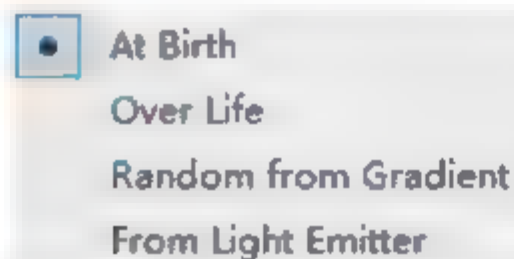 At Birth
Over Life
Random from Gradient
From Light Emitter